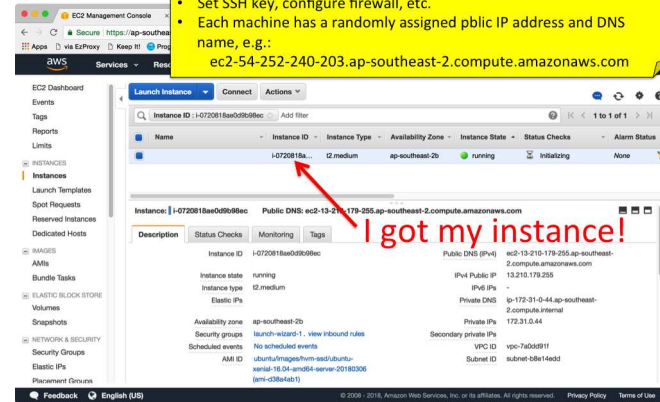 Set SSH key, configure firewall, etc.
• Each machine has a randomly assigned pblic IP address and DNS
name, e.g.:
ec2-54-252-240-203.ap-southeast-2.compute.amazonaws.com
EC2 Management Console
Secure https://ap-southea
Apps via EzProxy Keep It!
aws Services
EC2 Dashboard
Events
Tags
Reports
Limits
INSTANCES
Instances
Launch Templates
Spot Requests
Reserved Instances
Dedicated Hosts
IMAGES
AMIs
Bundle Tasks
ELASTIC BLOCK STORE
Volumes
Snapshots
NETWORK & SECURITY
Security Groups
Elastic IPs
Placement Groups
Launch Instance Connect Actions
Instance ID : i-0720818ae0d9b98ec Add filter 1 to 1 of 1
Name Instance ID Instance Type Availability Zone Instance State Status Checks Alarm Status
i-0720818a... t2.medium ap-southeast-2b running Initializing None
I got my instance!
Instance: i-0720818ae0d9b98ec Public DNS: ec2-13-210-179-255.ap-southeast-2.compute.amazonaws.com
Description Status Checks Monitoring Tags
Instance ID i-0720818ae0d9b98ec
Instance state running
Instance type t2.medium
Elastic IPs
Availability zone ap-southeast-2b
Security groups launch-wizard-1. view inbound rules
Scheduled events No scheduled events
AMI ID ubuntu/images/hvm-ssd/ubuntu-
xenial-16.04-amd64-server-20180306
(ami-d38a4ab1)
Public DNS (IPv4) ec2-13-210-179-255.ap-southeast-
2.compute.amazonaws.com
IPv4 Public IP 13.210.179.255
IPv6 IPs -
Private DNS ip-172-31-0-44.ap-southeast-
2.compute.internal
Private IPs 172.31.0.44
Secondary private IPs
VPC ID vpc-7a0dd91f
Subnet ID subnet-b8e14edd
Feedback English (US) © 2008 - 2018, Amazon Web Services, Inc. or its affiliates. All rights reserved. Privacy Policy Terms of Use